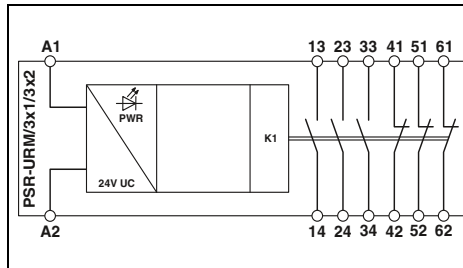 A1 13 23 33 41 51 61
PSR-URM/3x1/3x2
PWR
K1
24V UC
A2 14 24 34 42 52 62